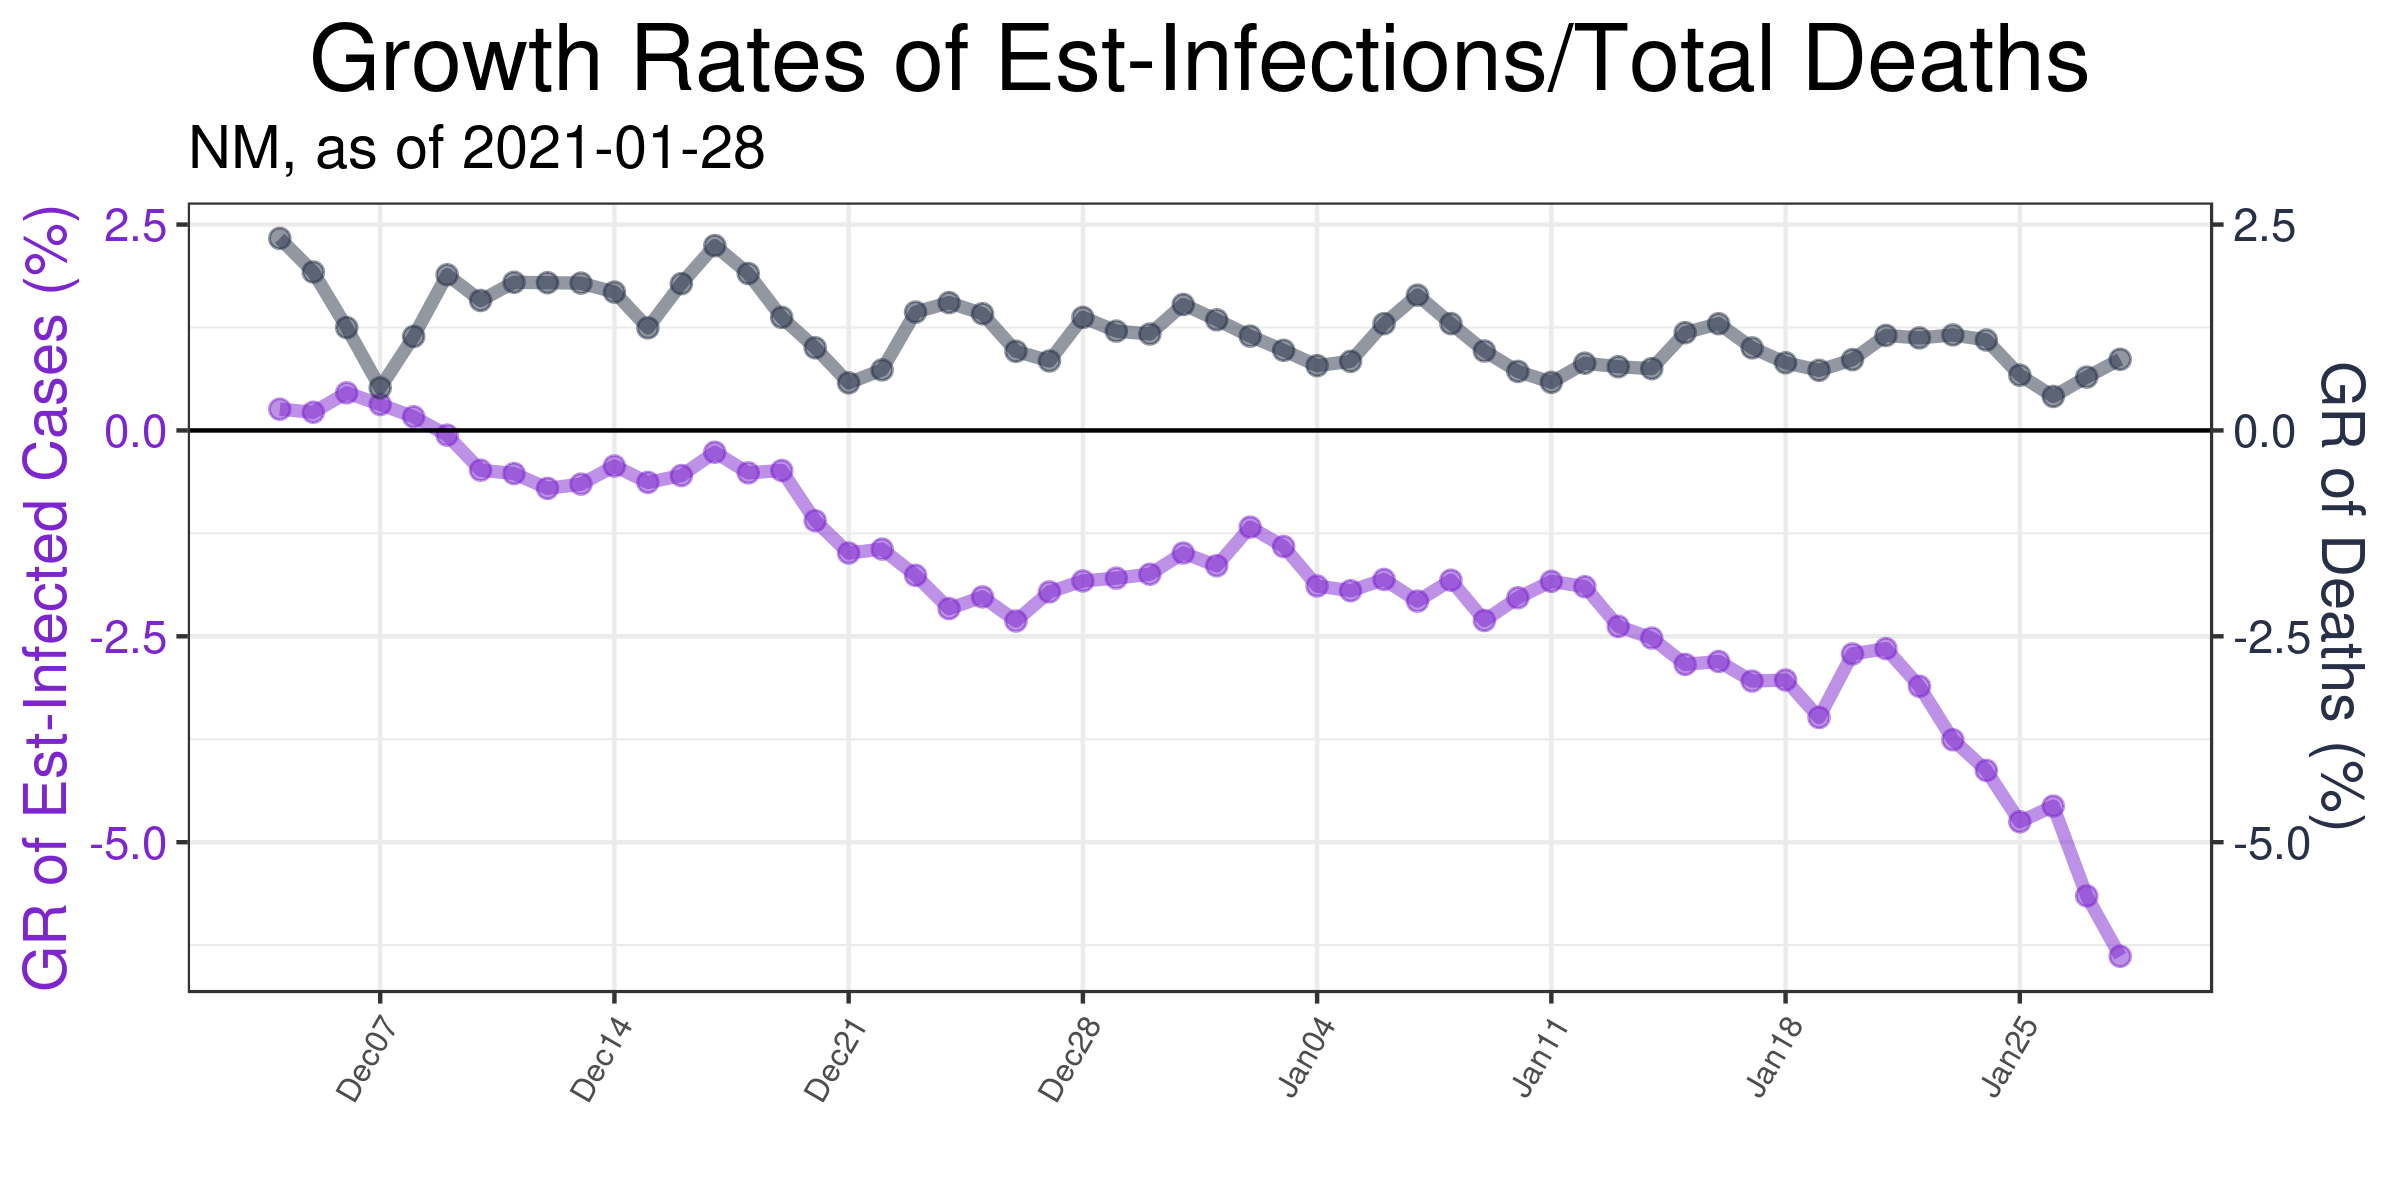 Growth Rates of Est-Infections/Total Deaths
NM, as of 2021-01-28
GR of Est-Infected Cases (%)
2.5
0.0
-2.5
-5.0
2.5
0.0
-2.5
-5.0
GR of Deaths (%)
Dec07
Dec14
Dec21
Dec28
Jan04
Jan11
Jan18
Jan25